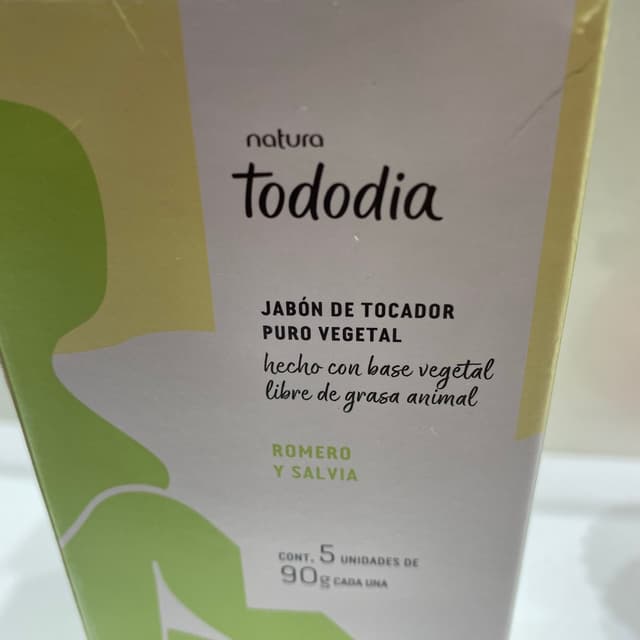 natura
Tododia
JABÓN DE TOCADOR
PURO VEGETAL
hecho con base vegetal
libre de grasa animal
ROMERO
Y SALVIA
CONT. 5 UNIDADES DE
90g CADA UNA